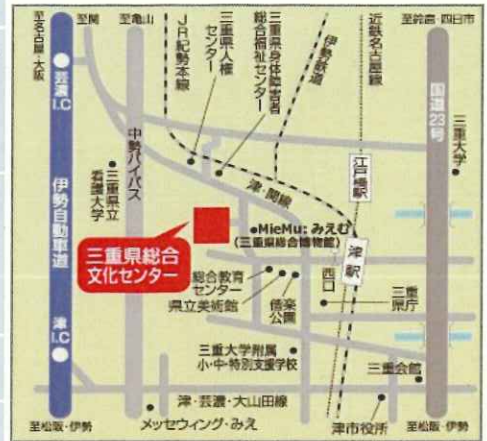 至名古屋・大阪
至関
至亀山
至鈴鹿・四日市
JR紀勢本線
三重県人権
センター
三重県身体障害者
総合福祉センター
伊勢鉄道
近鉄名古屋線
国道23号
芸濃
I.C
中勢バイパス
三重県立
看護大学
伊勢自動車道
津・関線
江戸橋駅
三重大学
三重県総合
文化センター
MieMu:みえむ
(三重県総合博物館)
津駅
総合教育
センター
県立美術館
偕楽
公園
西口
三重
県庁
津
I.C
三重大学附属
小・中・特別支援学校
三重会館
津・芸濃・大山田線
至松阪・伊勢
メッセウィング・みえ
津市役所
至松阪・伊勢